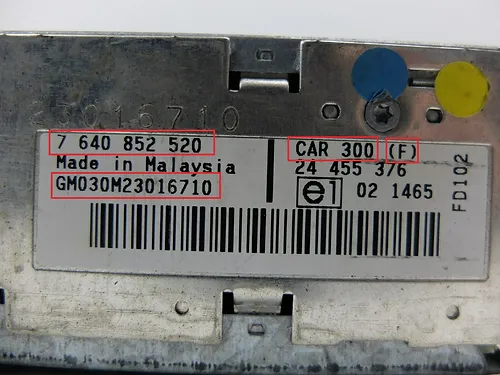 23016710
7 640 852 520
CAR 300 (F)
Made in Malaysia
24 455 376
GM030M23016710
e1 02 1465
FD102